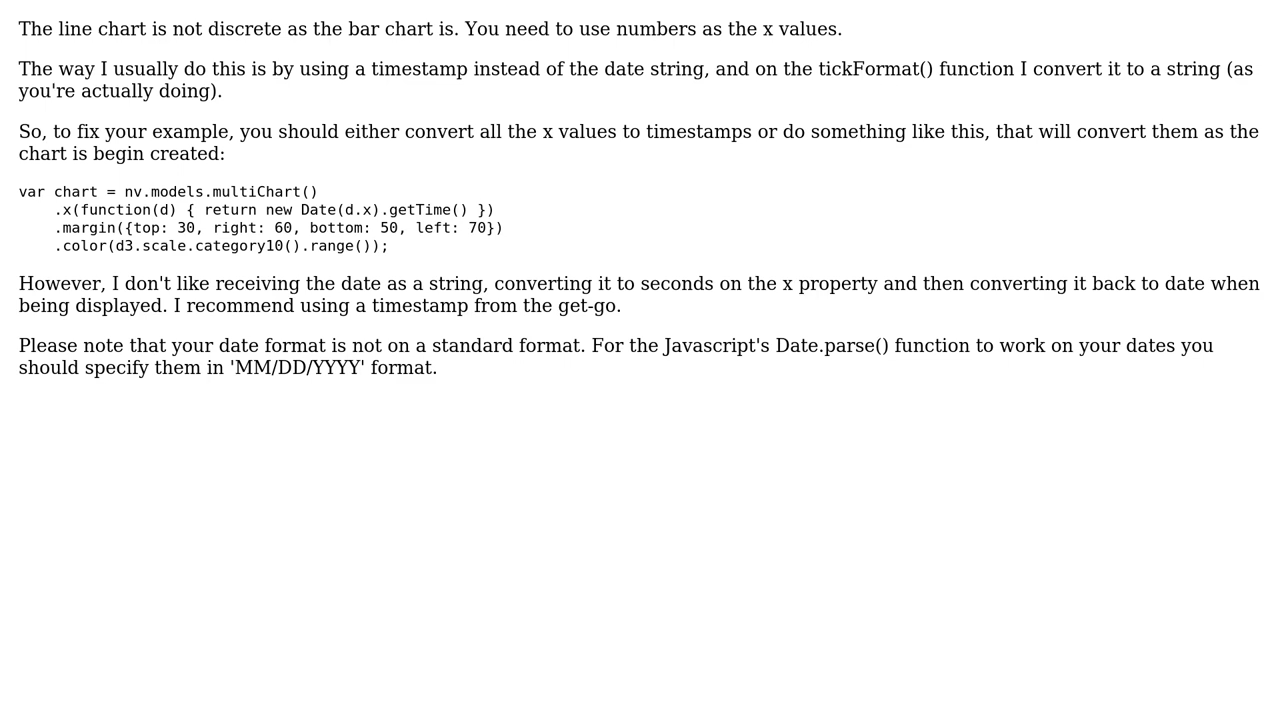 The line chart is not discrete as the bar chart is. You need to use numbers as the x values.
The way I usually do this is by using a timestamp instead of the date string, and on the tickFormat() function I convert it to a string (as
you're actually doing).
So, to fix your example, you should either convert all the x values to timestamps or do something like this, that will convert them as the
chart is begin created:
var chart = nv.models.multiChart()
    .x(function(d) { return new Date(d.x).getTime() })
    .margin({top: 30, right: 60, bottom: 50, left: 70})
    .color(d3.scale.category10().range());
However, I don't like receiving the date as a string, converting it to seconds on the x property and then converting it back to date when
being displayed. I recommend using a timestamp from the get-go.
Please note that your date format is not on a standard format. For the Javascript's Date.parse() function to work on your dates you
should specify them in 'MM/DD/YYYY' format.